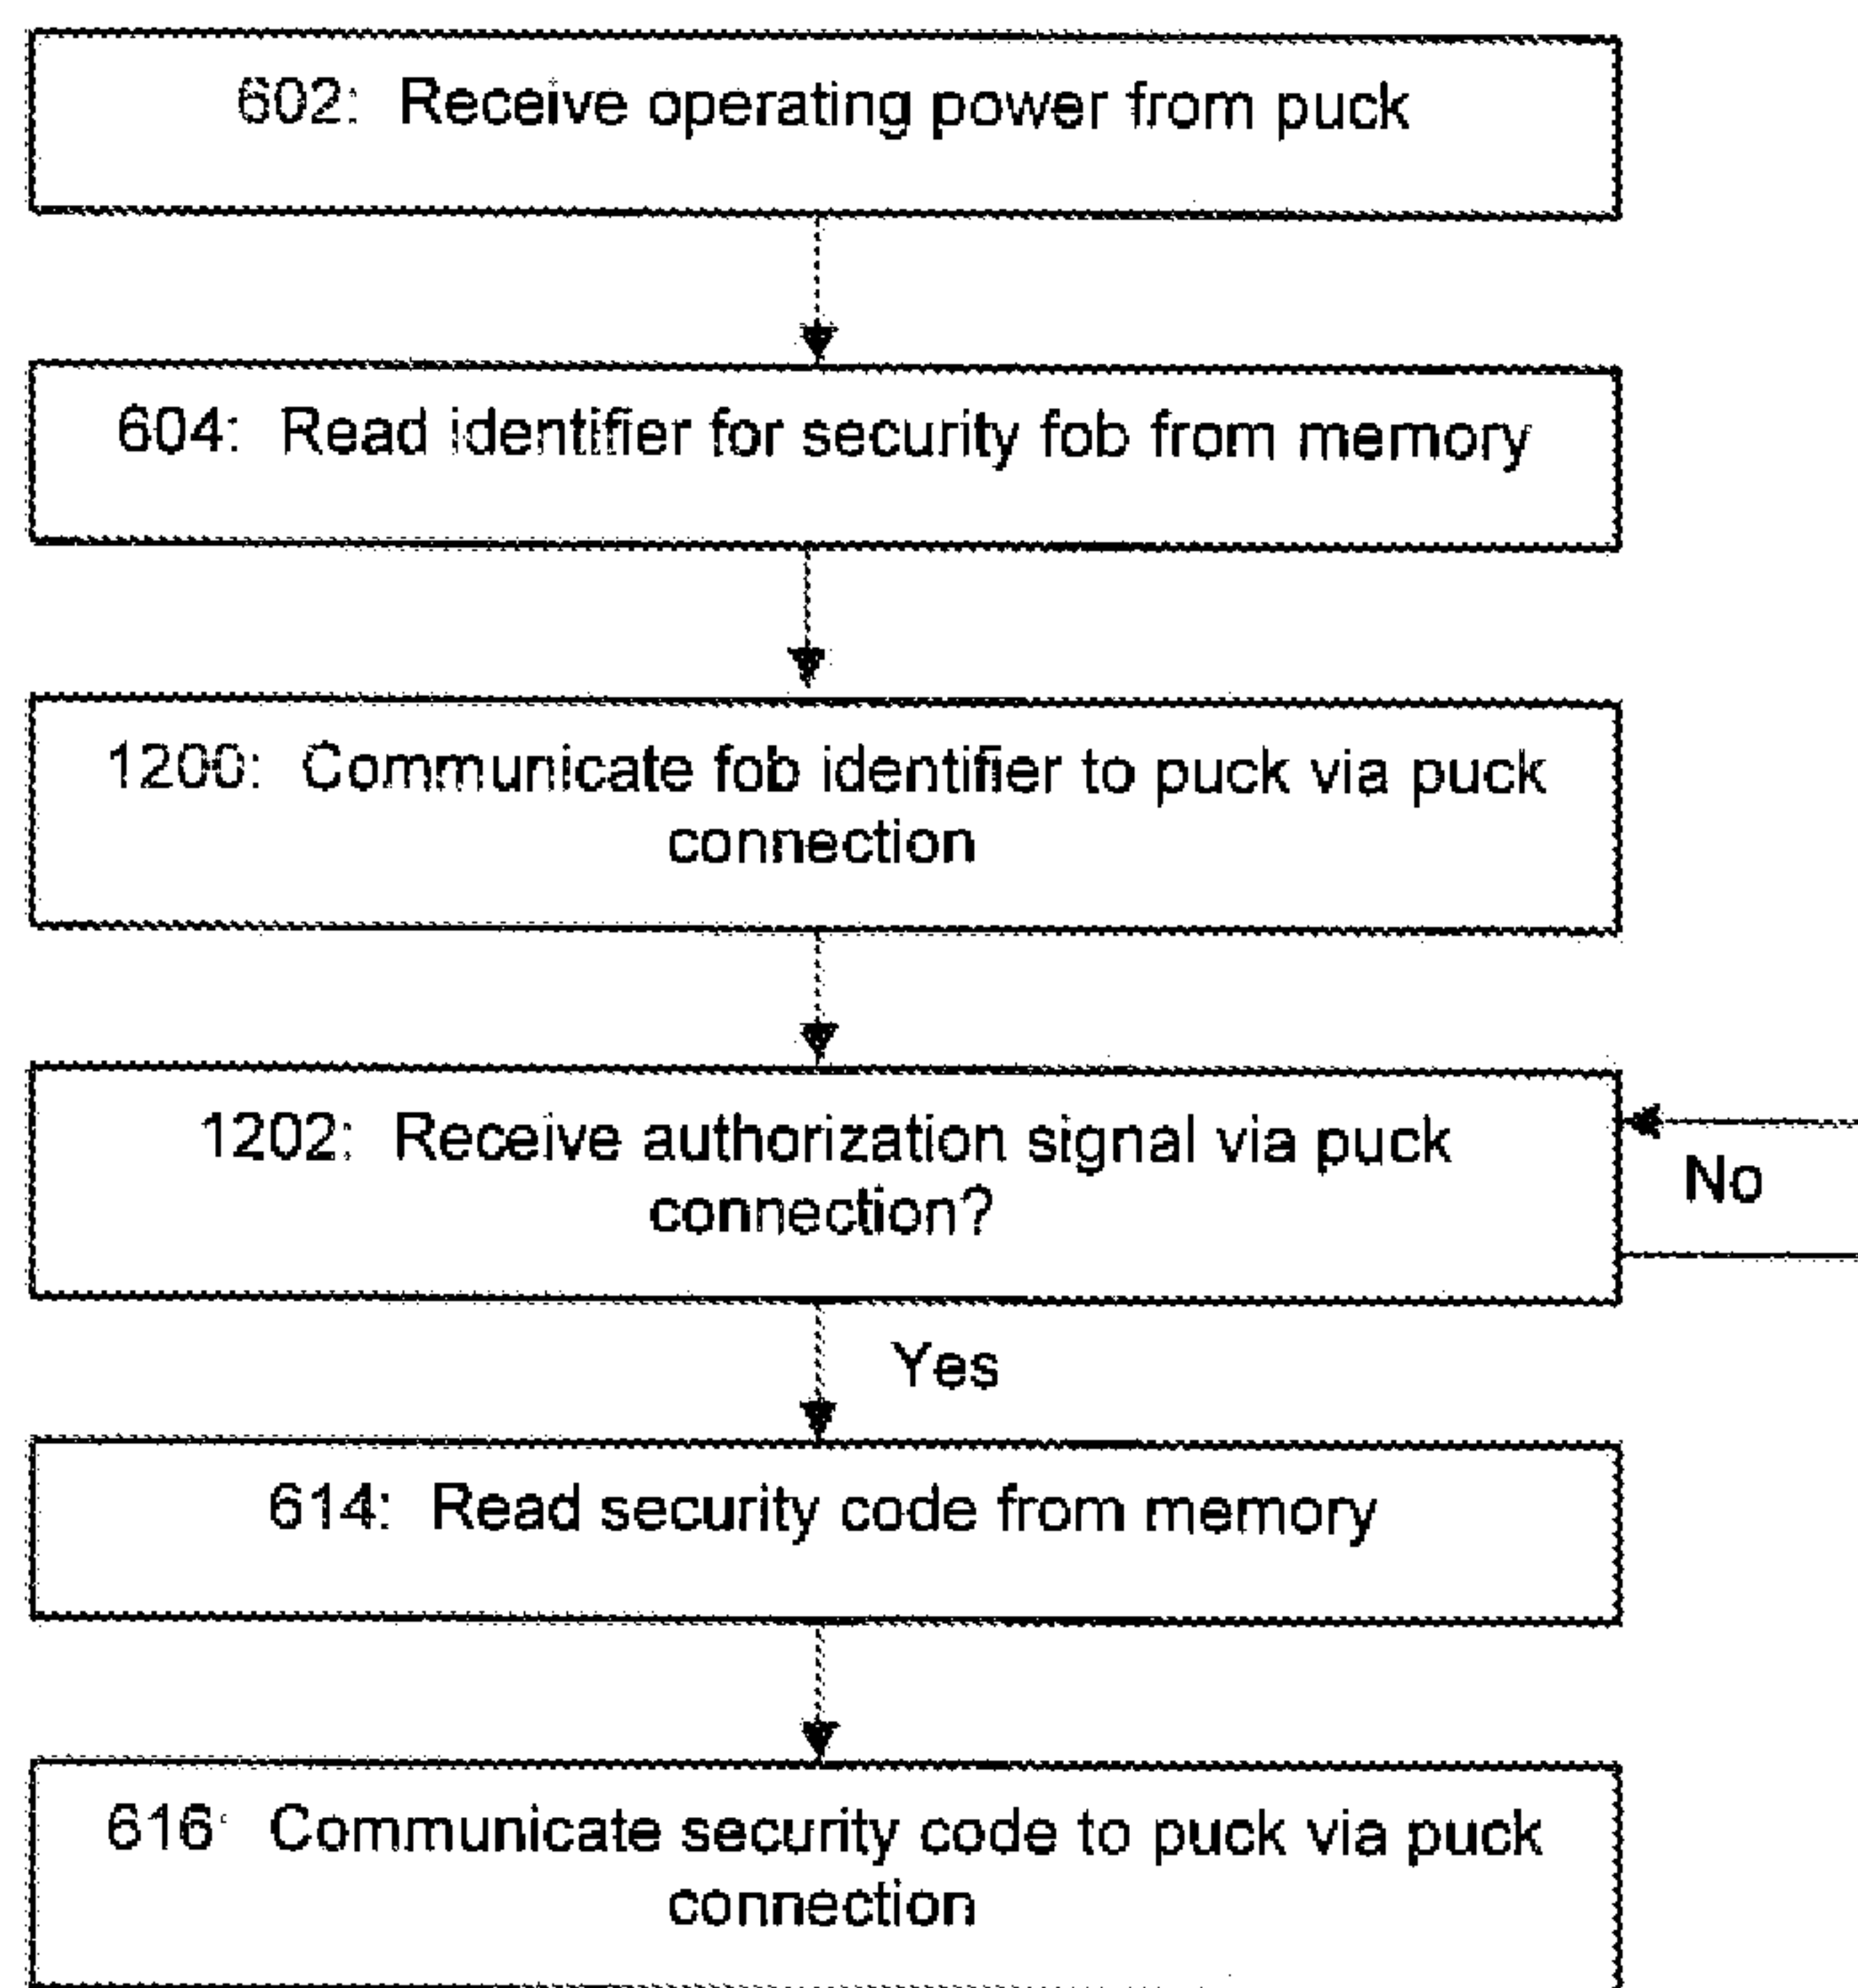 602: Receive operating power from puck
604: Read identifier for security fob from memory
1200: Communicate fob identifier to puck via puck
connection
1202: Receive authorization signal via puck
connection?
No
Yes
614: Read security code from memory
616: Communicate security code to puck via puck
connection